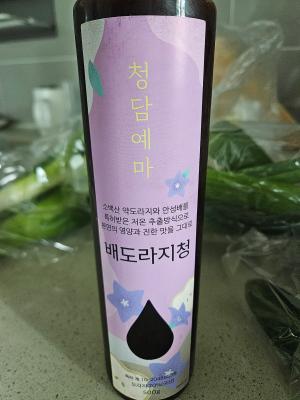 청담예마
소백산 약도라지와 안성배를
특허받은 저온 추출방식으로
천연의 영양과 진한 맛을 그대로
배도라지청
500g